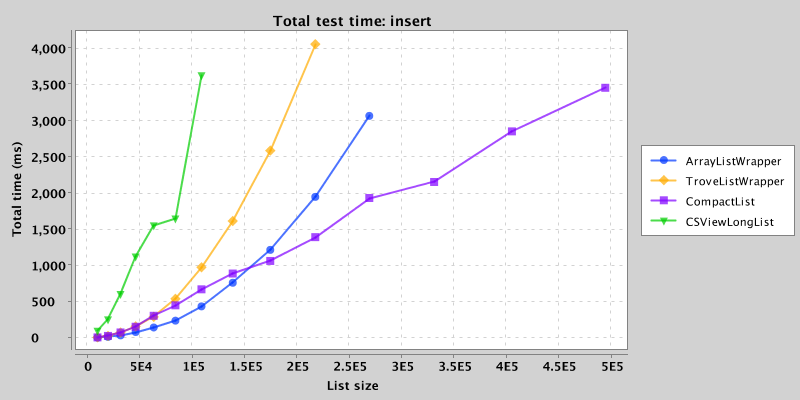 Total test time: insert
Total time (ms)
4,000
3,500
3,000
2,500
2,000
1,500
1,000
500
0
0 5E4 1E5 1.5E5 2E5 2.5E5 3E5 3.5E5 4E5 4.5E5 5E5
List size
ArrayListWrapper
TroveListWrapper
CompactList
CSViewLongList